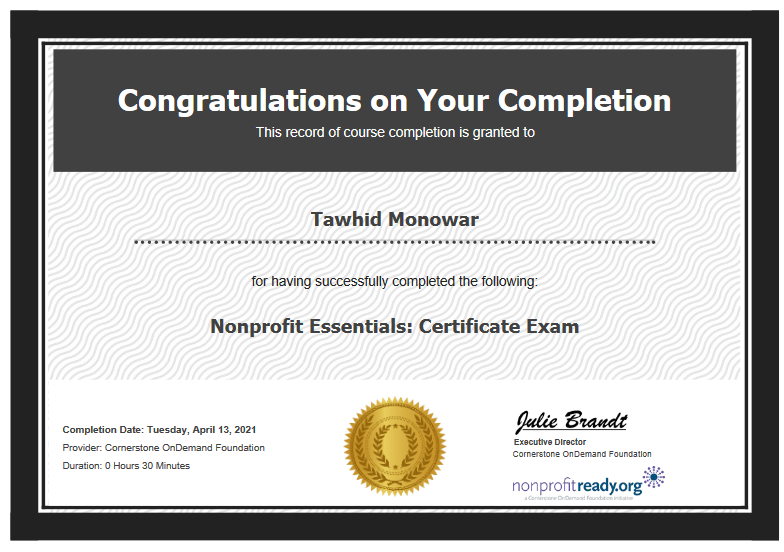 Congratulations on Your Completion
This record of course completion is granted to
Tawhid Monowar
for having successfully completed the following:
Nonprofit Essentials: Certificate Exam
Completion Date: Tuesday, April 13, 2021
Provider: Cornerstone OnDemand Foundation
Duration: 0 Hours 30 Minutes
Julie Brandt
Executive Director
Cornerstone OnDemand Foundation
nonprofitready.org
a Cornerstone OnDemand Foundation initiative